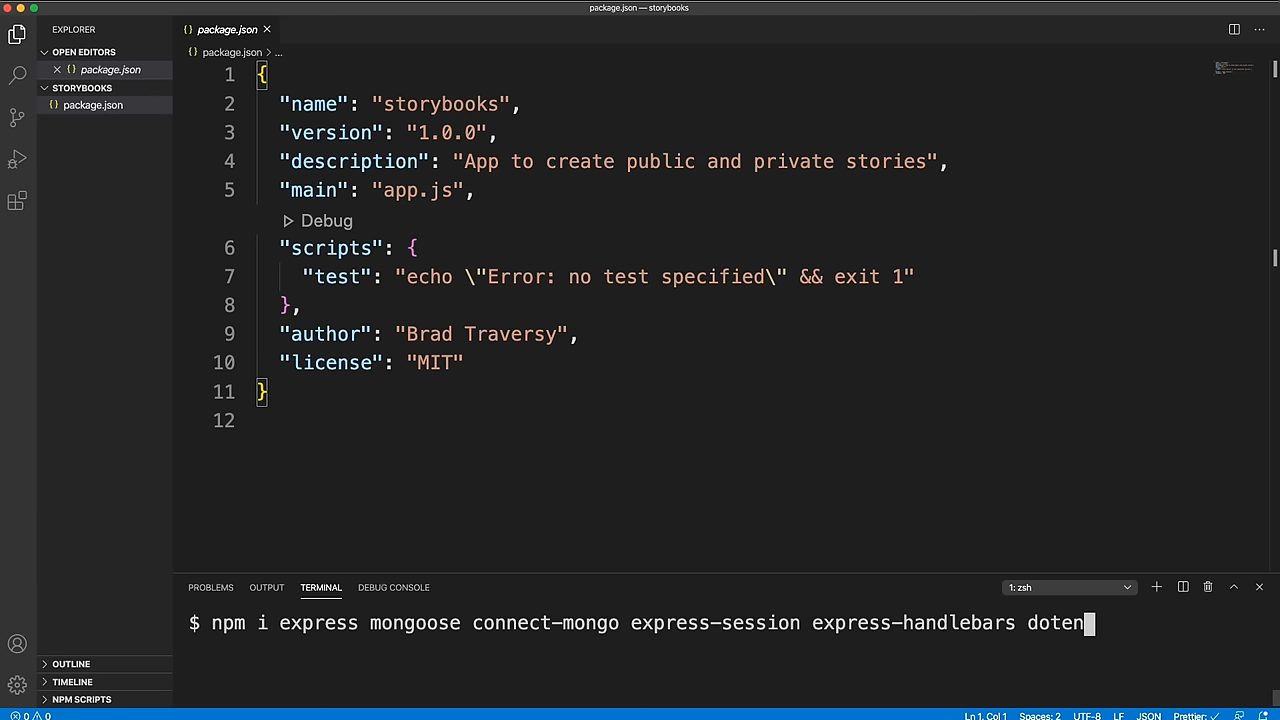 package.json — storybooks
EXPLORER
OPEN EDITORS
package.json
STORYBOOKS
package.json
OUTLINE
TIMELINE
NPM SCRIPTS
{} package.json
{} package.json > ...
1 {
2 "name": "storybooks",
3 "version": "1.0.0",
4 "description": "App to create public and private stories",
5 "main": "app.js",
Debug
6 "scripts": {
7 "test": "echo \"Error: no test specified\" && exit 1"
8 },
9 "author": "Brad Traversy",
10 "license": "MIT"
11 }
12
PROBLEMS OUTPUT TERMINAL DEBUG CONSOLE 1: zsh
$ npm i express mongoose connect-mongo express-session express-handlebars doten
0 0 Ln 1, Col 1 Spaces: 2 UTF-8 LF JSON Prettier: ✓